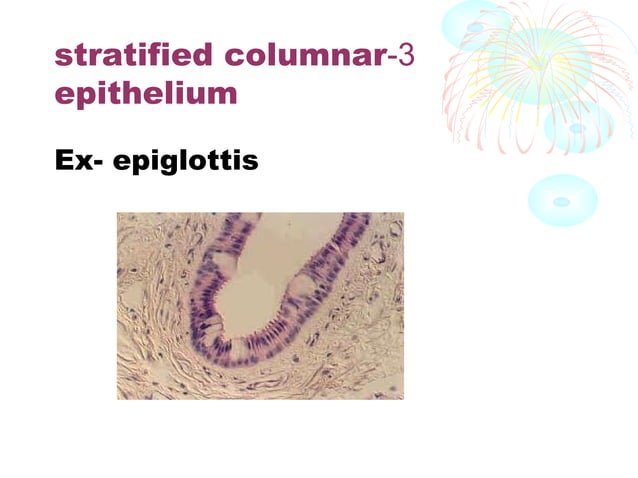 stratified columnar-3
epithelium
Ex- epiglottis